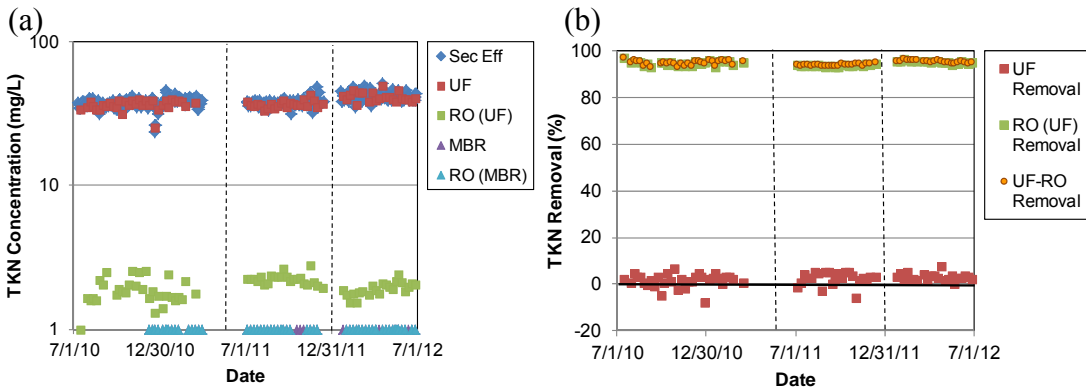 (a)
TKN Concentration (mg/L)
100
10
1
7/1/10
12/30/10
7/1/11
12/31/11
7/1/12
Date
Sec Eff
UF
RO (UF)
MBR
RO (MBR)
(b)
TKN Removal (%)
100
80
60
40
20
0
-20
7/1/10
12/30/10
7/1/11
12/31/11
7/1/12
Date
UF
Removal
RO (UF)
Removal
UF-RO
Removal